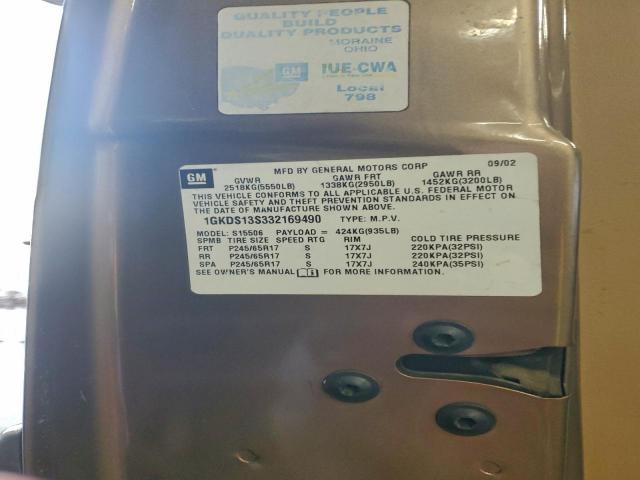 QUALITY PEOPLE
BUILD
QUALITY PRODUCTS
MORAINE
OHIO
GM IUE-CWA
Local
798
GM
MFD BY GENERAL MOTORS CORP 09/02
GVWR GAWR FRT GAWR RR
2518KG(5550LB) 1338KG(2950LB) 1452KG(3200LB)
THIS VEHICLE CONFORMS TO ALL APPLICABLE U.S. FEDERAL MOTOR
VEHICLE SAFETY AND THEFT PREVENTION STANDARDS IN EFFECT ON
THE DATE OF MANUFACTURE SHOWN ABOVE.
1GKDS13S332169490 TYPE: M.P.V.
MODEL: S15506 PAYLOAD = 424KG(935LB)
SPMB TIRE SIZE SPEED RTG RIM COLD TIRE PRESSURE
FRT P245/65R17 S 17X7J 220KPA(32PSI)
RR P245/65R17 S 17X7J 220KPA(32PSI)
SPA P245/65R17 S 17X7J 240KPA(35PSI)
SEE OWNER'S MANUAL FOR MORE INFORMATION.